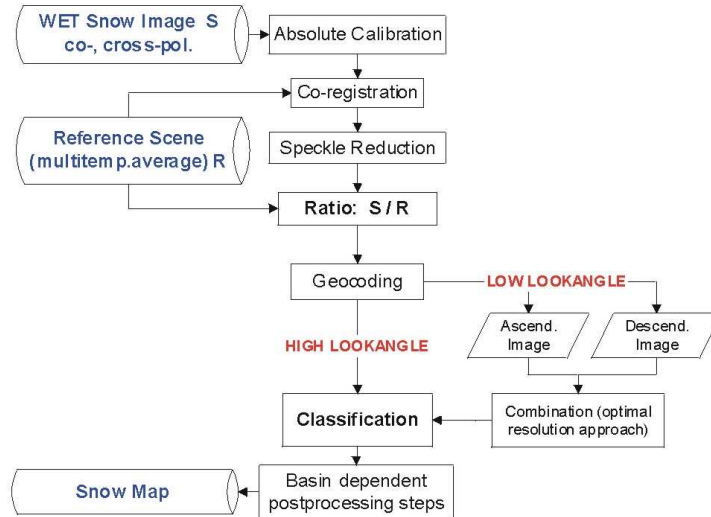 WET Snow Image S
co-, cross-pol.
Absolute Calibration
Co-registration
Reference Scene
(multitemp.average) R
Speckle Reduction
Ratio: S / R
Geocoding
LOW LOOKANGLE
Ascend.
Image
Descend.
Image
HIGH LOOKANGLE
Classification
Combination (optimal
resolution approach)
Basin dependent
postprocessing steps
Snow Map